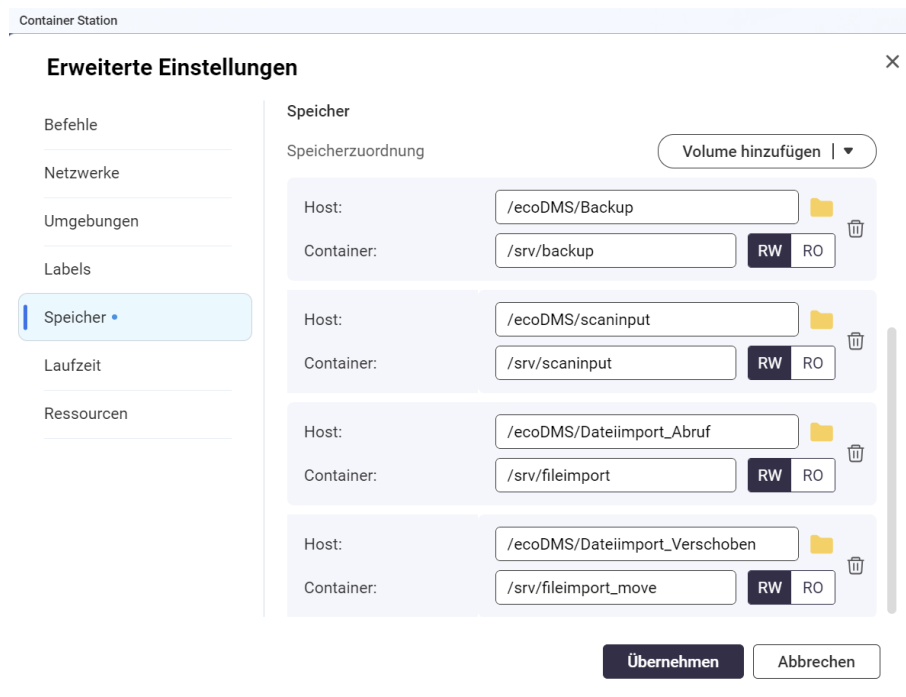 Container Station
Erweiterte Einstellungen
Befehle
Netzwerke
Umgebungen
Labels
Speicher
Laufzeit
Ressourcen
Speicher
Speicherzuordnung
Volume hinzufügen
Host:
/ecoDMS/Backup
Container:
/srv/backup
RW RO
Host:
/ecoDMS/scaninput
Container:
/srv/scaninput
RW RO
Host:
/ecoDMS/Dateiimport_Abruf
Container:
/srv/fileimport
RW RO
Host:
/ecoDMS/Dateiimport_Verschoben
Container:
/srv/fileimport_move
RW RO
Übernehmen
Abbrechen